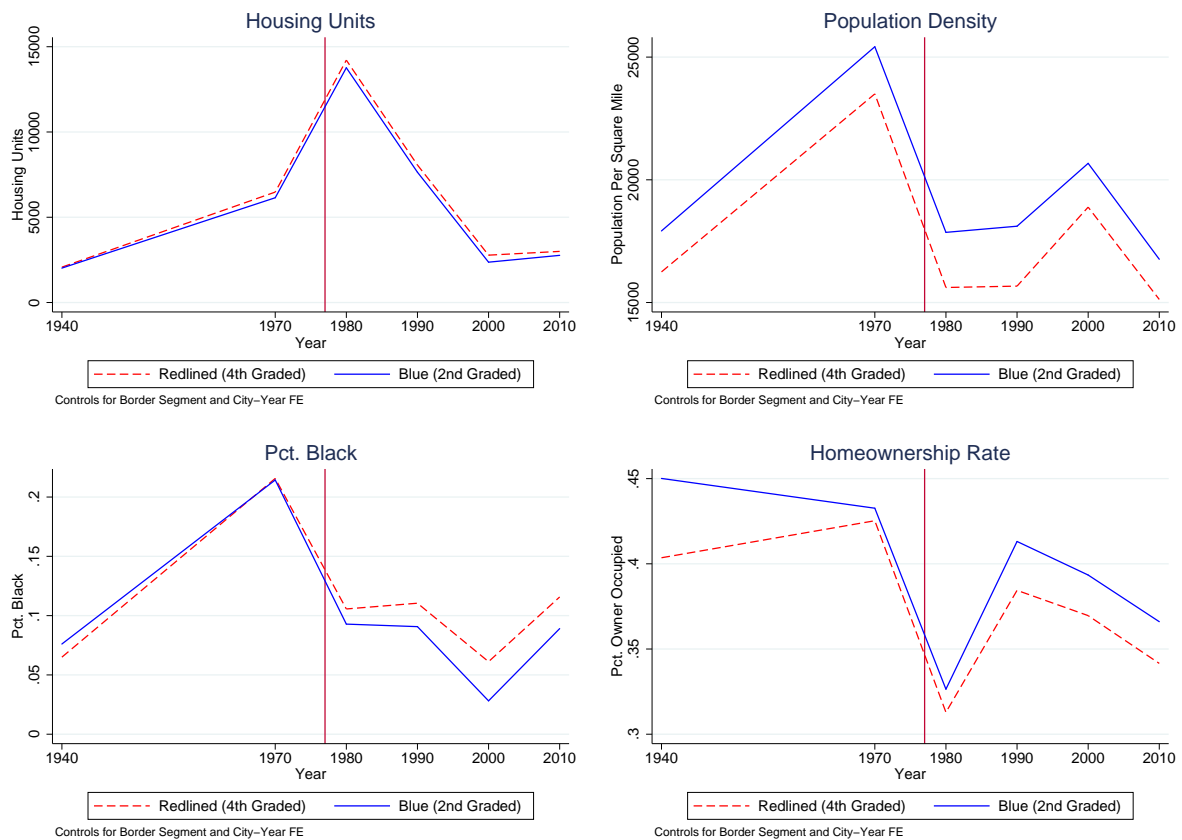 Housing Units
Housing Units
15000
10000
5000
0
1940 1970 1980 1990 2000 2010
Year
Redlined (4th Graded) Blue (2nd Graded)
Controls for Border Segment and City–Year FE
Population Density
Population Per Square Mile
25000
20000
15000
1940 1970 1980 1990 2000 2010
Year
Redlined (4th Graded) Blue (2nd Graded)
Controls for Border Segment and City–Year FE
Pct. Black
Pct. Black
.2
.15
.1
.05
0
1940 1970 1980 1990 2000 2010
Year
Redlined (4th Graded) Blue (2nd Graded)
Controls for Border Segment and City–Year FE
Homeownership Rate
Pct. Owner Occupied
.45
.4
.35
.3
1940 1970 1980 1990 2000 2010
Year
Redlined (4th Graded) Blue (2nd Graded)
Controls for Border Segment and City–Year FE